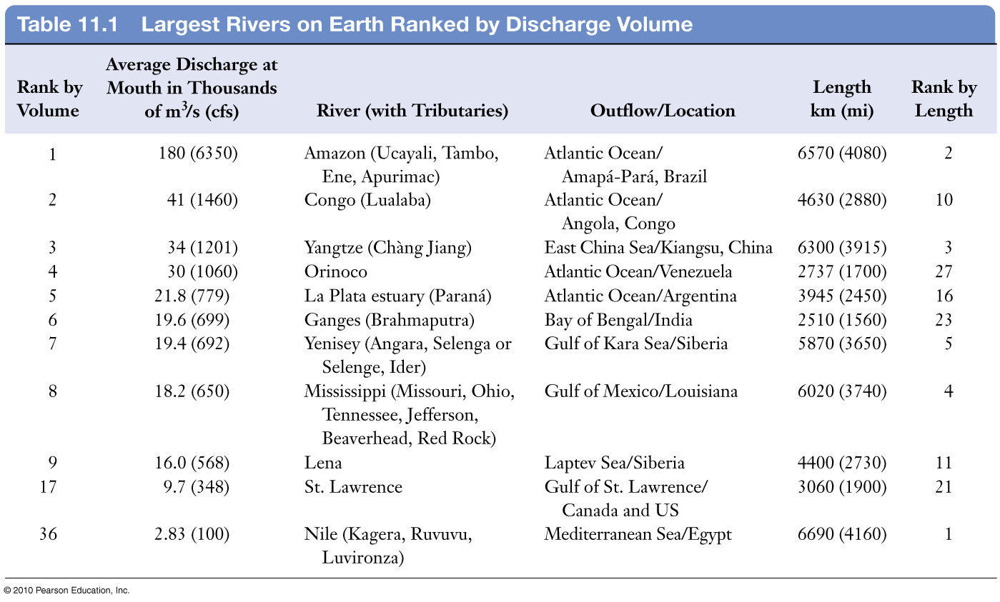 Table 11.1 Largest Rivers on Earth Ranked by Discharge Volume
Rank by Volume Average Discharge at Mouth in Thousands of m³/s (cfs) River (with Tributaries) Outflow/Location Length km (mi) Rank by Length
1 180 (6350) Amazon (Ucayali, Tambo, Atlantic Ocean/ 6570 (4080) 2
Ene, Apurimac) Amapá-Pará, Brazil
2 41 (1460) Congo (Lualaba) Atlantic Ocean/ 4630 (2880) 10
Angola, Congo
3 34 (1201) Yangtze (Chàng Jiang) East China Sea/Kiangsu, China 6300 (3915) 3
4 30 (1060) Orinoco Atlantic Ocean/Venezuela 2737 (1700) 27
5 21.8 (779) La Plata estuary (Paraná) Atlantic Ocean/Argentina 3945 (2450) 16
6 19.6 (699) Ganges (Brahmaputra) Bay of Bengal/India 2510 (1560) 23
7 19.4 (692) Yenisey (Angara, Selenga or Gulf of Kara Sea/Siberia 5870 (3650) 5
Selenge, Ider)
8 18.2 (650) Mississippi (Missouri, Ohio, Gulf of Mexico/Louisiana 6020 (3740) 4
Tennessee, Jefferson,
Beaverhead, Red Rock)
9 16.0 (568) Lena Laptev Sea/Siberia 4400 (2730) 11
17 9.7 (348) St. Lawrence Gulf of St. Lawrence/ 3060 (1900) 21
Canada and US
36 2.83 (100) Nile (Kagera, Ruvuvu, Mediterranean Sea/Egypt 6690 (4160) 1
Luvironza)
© 2010 Pearson Education, Inc.